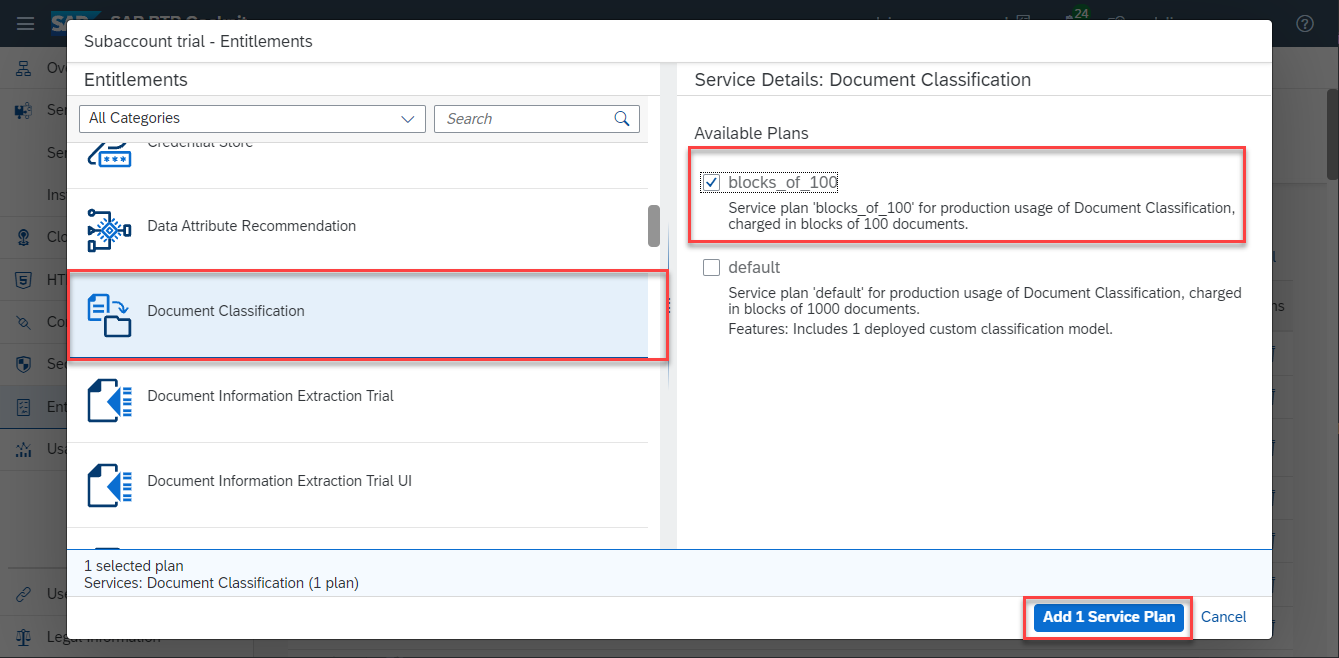 SAP
24
Subaccount trial - Entitlements
Entitlements
All Categories
Search
Credential Store
Data Attribute Recommendation
Document Classification
Document Information Extraction Trial
Document Information Extraction Trial UI
Service Details: Document Classification
Available Plans
blocks_of_100
Service plan 'blocks_of_100' for production usage of Document Classification,
charged in blocks of 100 documents.
default
Service plan 'default' for production usage of Document Classification, charged
in blocks of 1000 documents.
Features: Includes 1 deployed custom classification model.
1 selected plan
Services: Document Classification (1 plan)
Add 1 Service Plan
Cancel
Legal Information